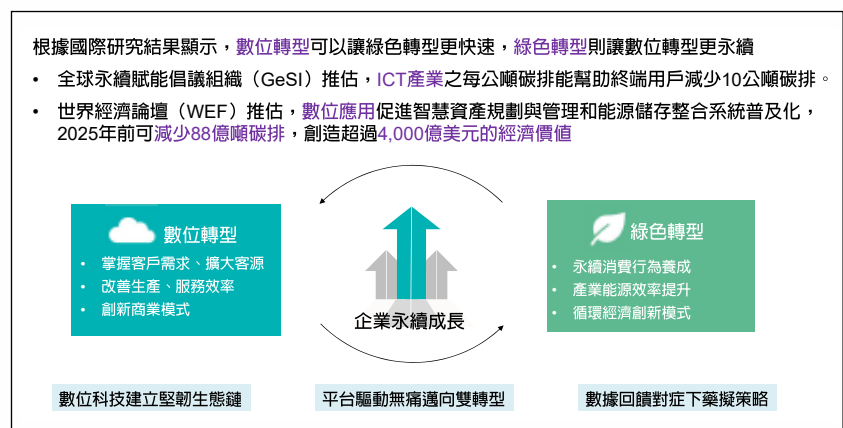 根據國際研究結果顯示，數位轉型可以讓綠色轉型更快速，綠色轉型則讓數位轉型更永續
• 全球永續賦能倡議組織（GeSI）推估，ICT產業之每公噸碳排能幫助終端用戶減少10公噸碳排。
• 世界經濟論壇（WEF）推估，數位應用促進智慧資產規劃與管理和能源儲存整合系統普及化，
2025年前可減少88億噸碳排，創造超過4,000億美元的經濟價值
數位轉型
• 掌握客戶需求、擴大客源
• 改善生產、服務效率
• 創新商業模式
企業永續成長
綠色轉型
• 永續消費行為養成
• 產業能源效率提升
• 循環經濟創新模式
數位科技建立堅韌生態鏈
平台驅動無痛邁向雙轉型
數據回饋對症下藥擬策略